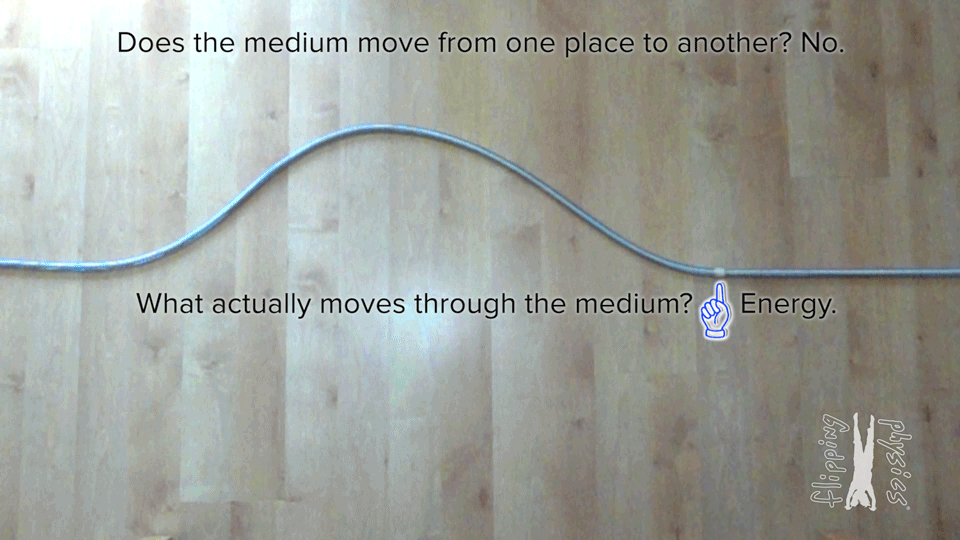 Does the medium move from one place to another? No.
What actually moves through the medium? Energy.
flipping
physics